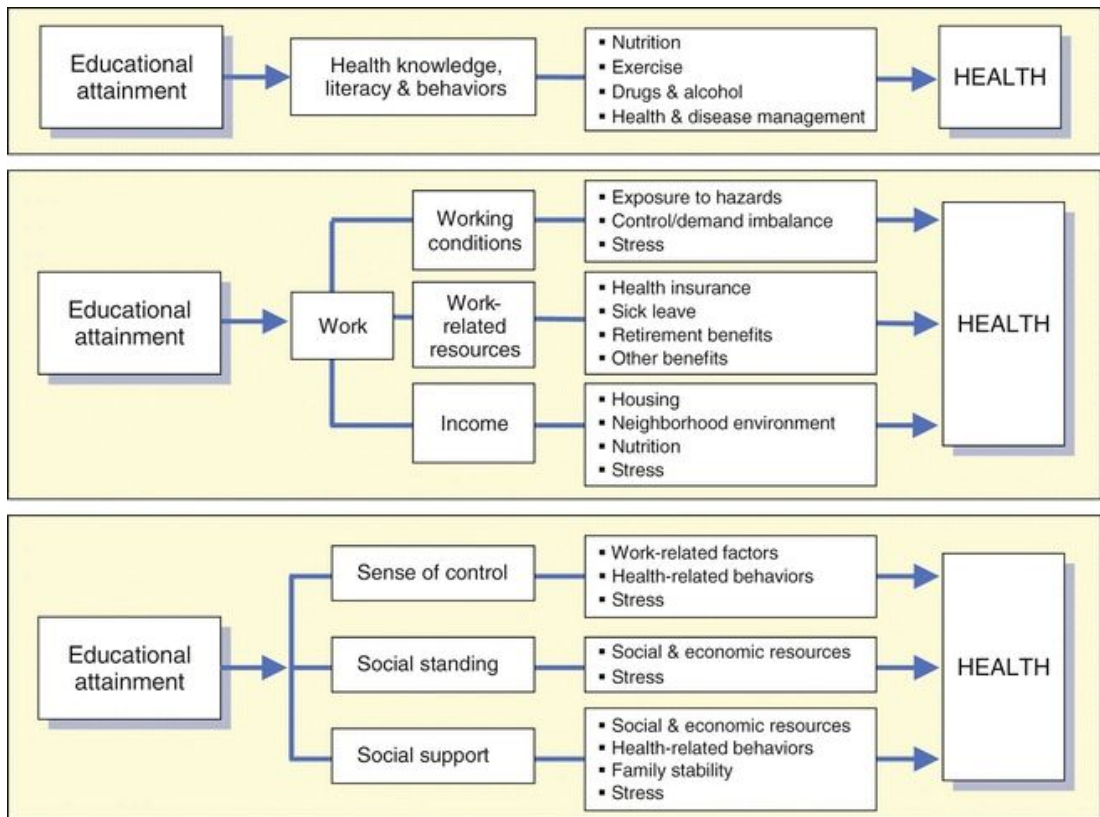 Educational
attainment
Health knowledge,
literacy & behaviors
▪ Nutrition
▪ Exercise
▪ Drugs & alcohol
▪ Health & disease management
HEALTH
Educational
attainment
Work
Working
conditions
▪ Exposure to hazards
▪ Control/demand imbalance
▪ Stress
Work-
related
resources
▪ Health insurance
▪ Sick leave
▪ Retirement benefits
▪ Other benefits
Income
▪ Housing
▪ Neighborhood environment
▪ Nutrition
▪ Stress
HEALTH
Educational
attainment
Sense of control
▪ Work-related factors
▪ Health-related behaviors
▪ Stress
Social standing
▪ Social & economic resources
▪ Stress
Social support
▪ Social & economic resources
▪ Health-related behaviors
▪ Family stability
▪ Stress
HEALTH